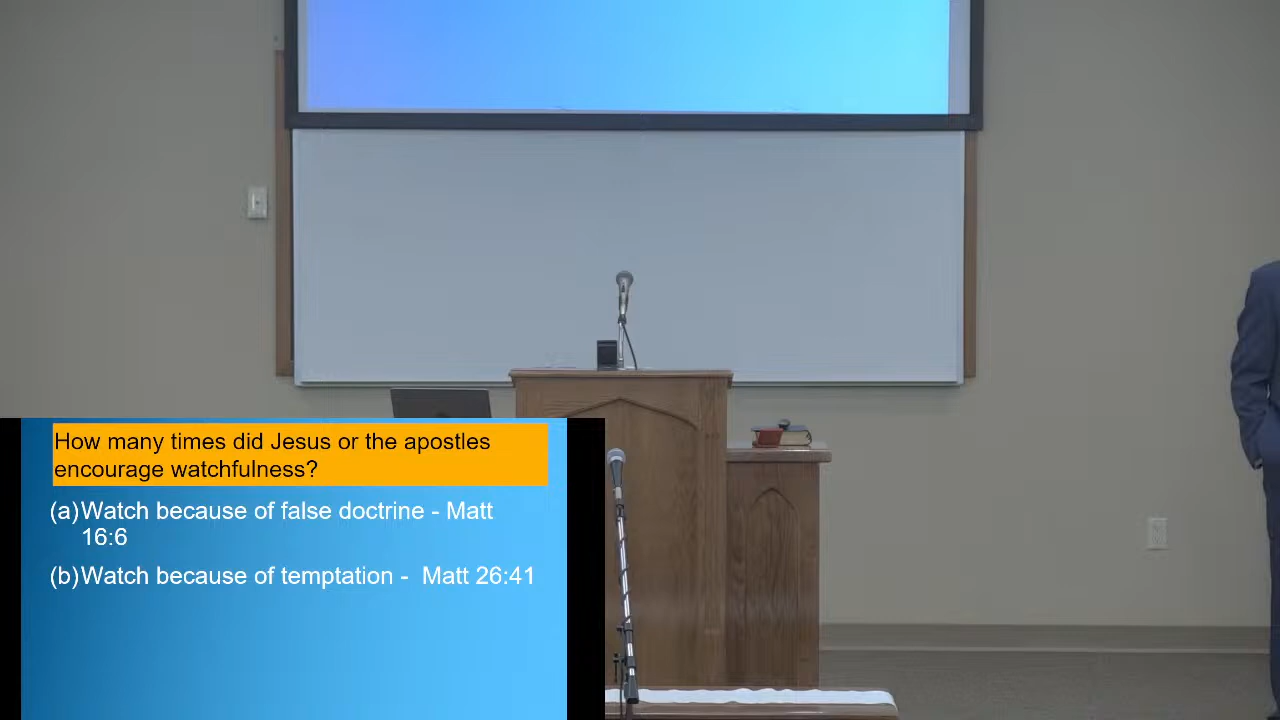 How many times did Jesus or the apostles
encourage watchfulness?
(a)Watch because of false doctrine - Matt
16:6
(b)Watch because of temptation -  Matt 26:41